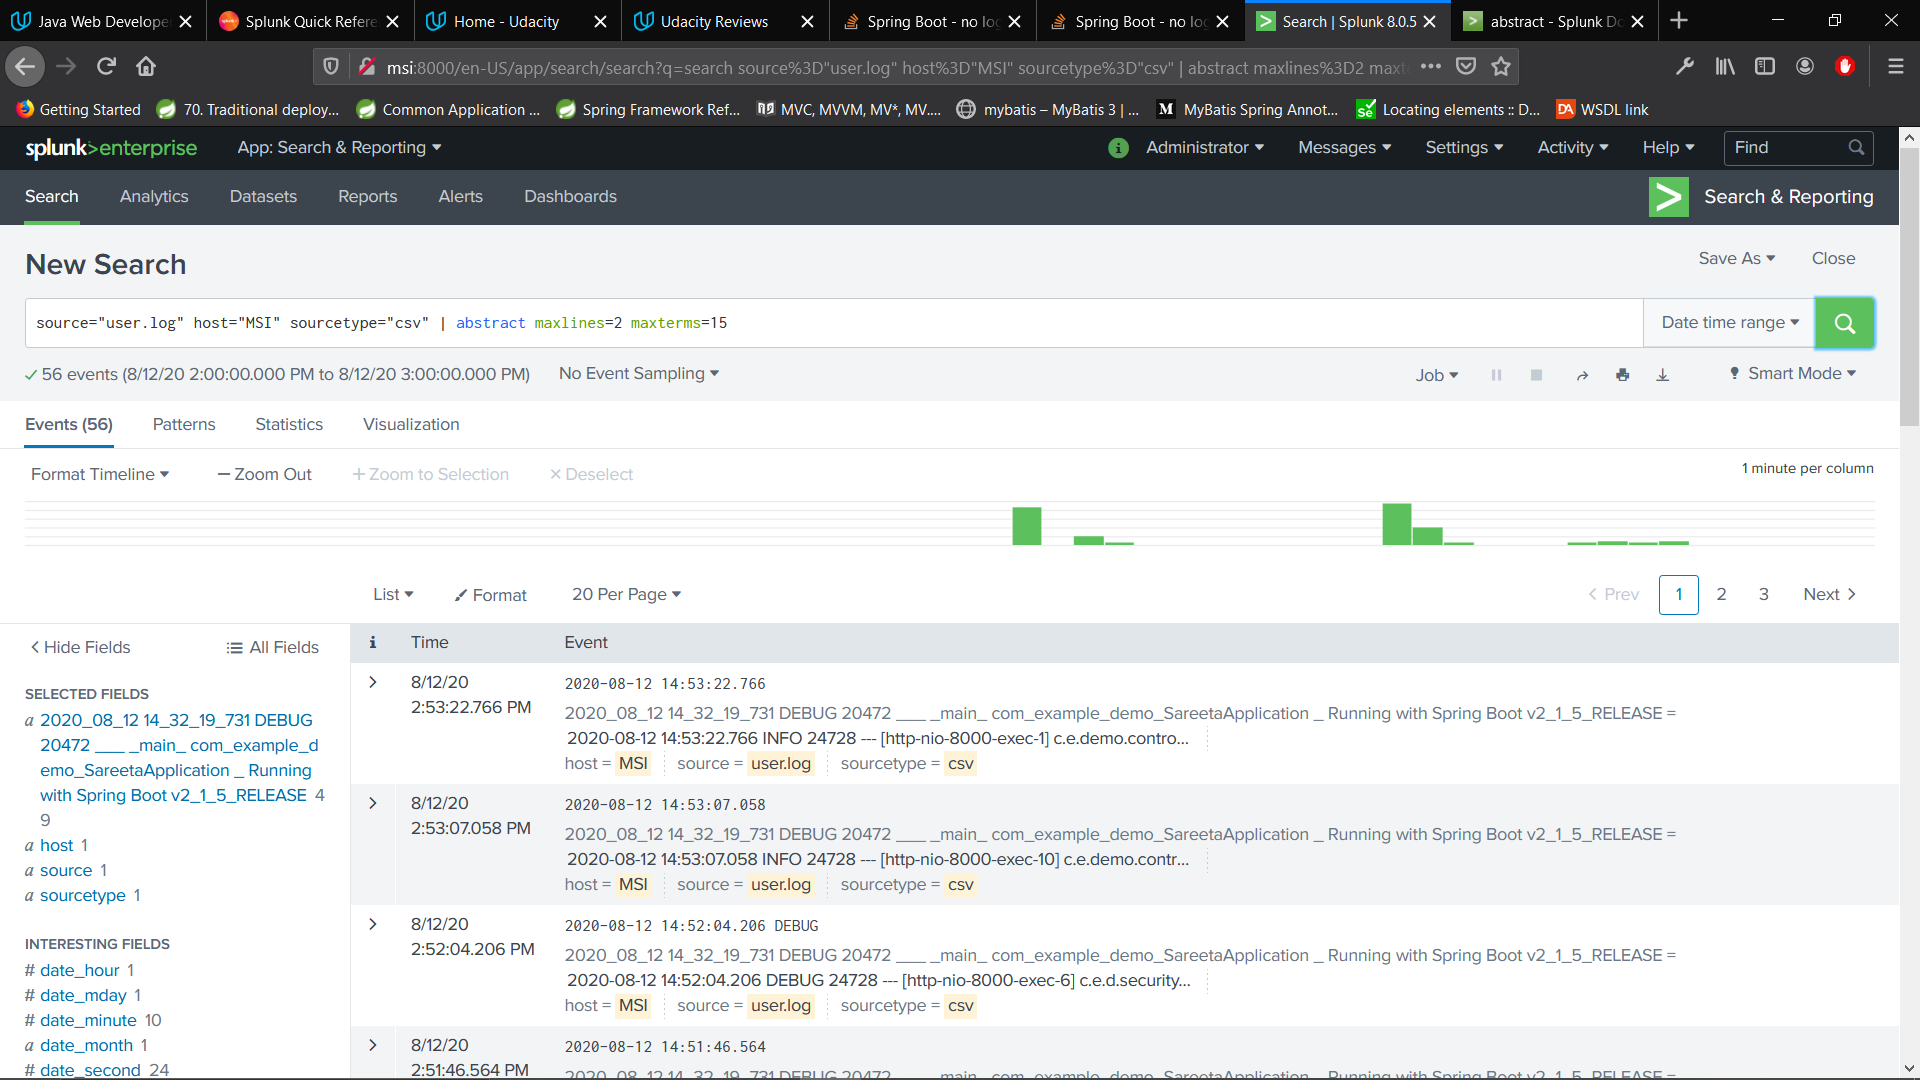 Java Web Developer
Splunk Quick Refere
Home - Udacity
Udacity Reviews
Spring Boot - no log
Spring Boot - no log
Search | Splunk 8.0.5
abstract - Splunk Do
msi:8000/en-US/app/search/search?q=search source%3D"user.log" host%3D"MSI" sourcetype%3D"csv" | abstract maxlines%3D2 maxte
Getting Started
70. Traditional deploy...
Common Application ...
Spring Framework Ref...
MVC, MVVM, MV*, MV....
mybatis – MyBatis 3 | ...
MyBatis Spring Annot...
Locating elements :: D...
WSDL link
splunk>enterprise App: Search & Reporting
Administrator Messages Settings Activity Help Find
Search Analytics Datasets Reports Alerts Dashboards
Search & Reporting
New Search
Save As Close
source="user.log" host="MSI" sourcetype="csv" | abstract maxlines=2 maxterms=15
Date time range
56 events (8/12/20 2:00:00.000 PM to 8/12/20 3:00:00.000 PM) No Event Sampling
Job Smart Mode
Events (56) Patterns Statistics Visualization
Format Timeline — Zoom Out + Zoom to Selection × Deselect
1 minute per column
List Format 20 Per Page
< Prev 1 2 3 Next >
< Hide Fields All Fields
i Time Event
SELECTED FIELDS
a 2020_08_12 14_32_19_731 DEBUG
20472 ___ _main_ com_example_d
emo_SareetaApplication _ Running
with Spring Boot v2_1_5_RELEASE 4
9
a host 1
a source 1
a sourcetype 1
INTERESTING FIELDS
# date_hour 1
# date_mday 1
# date_minute 10
a date_month 1
# date_second 24
8/12/20
2:53:22.766 PM
2020-08-12 14:53:22.766
2020_08_12 14_32_19_731 DEBUG 20472 ___ _main_ com_example_demo_SareetaApplication _ Running with Spring Boot v2_1_5_RELEASE =
2020-08-12 14:53:22.766 INFO 24728 --- [http-nio-8000-exec-1] c.e.demo.contro...
host = MSI source = user.log sourcetype = csv
8/12/20
2:53:07.058 PM
2020-08-12 14:53:07.058
2020_08_12 14_32_19_731 DEBUG 20472 ___ _main_ com_example_demo_SareetaApplication _ Running with Spring Boot v2_1_5_RELEASE =
2020-08-12 14:53:07.058 INFO 24728 --- [http-nio-8000-exec-10] c.e.demo.contr...
host = MSI source = user.log sourcetype = csv
8/12/20
2:52:04.206 PM
2020-08-12 14:52:04.206 DEBUG
2020_08_12 14_32_19_731 DEBUG 20472 ___ _main_ com_example_demo_SareetaApplication _ Running with Spring Boot v2_1_5_RELEASE =
2020-08-12 14:52:04.206 DEBUG 24728 --- [http-nio-8000-exec-6] c.e.d.security...
host = MSI source = user.log sourcetype = csv
8/12/20
2:51:46.564 PM
2020-08-12 14:51:46.564
2020_08_12 14_32_19_731 DEBUG 20472 ___ _main_ com_example_demo_SareetaApplication _ Running with Spring Boot v2_1_5_RELEASE =